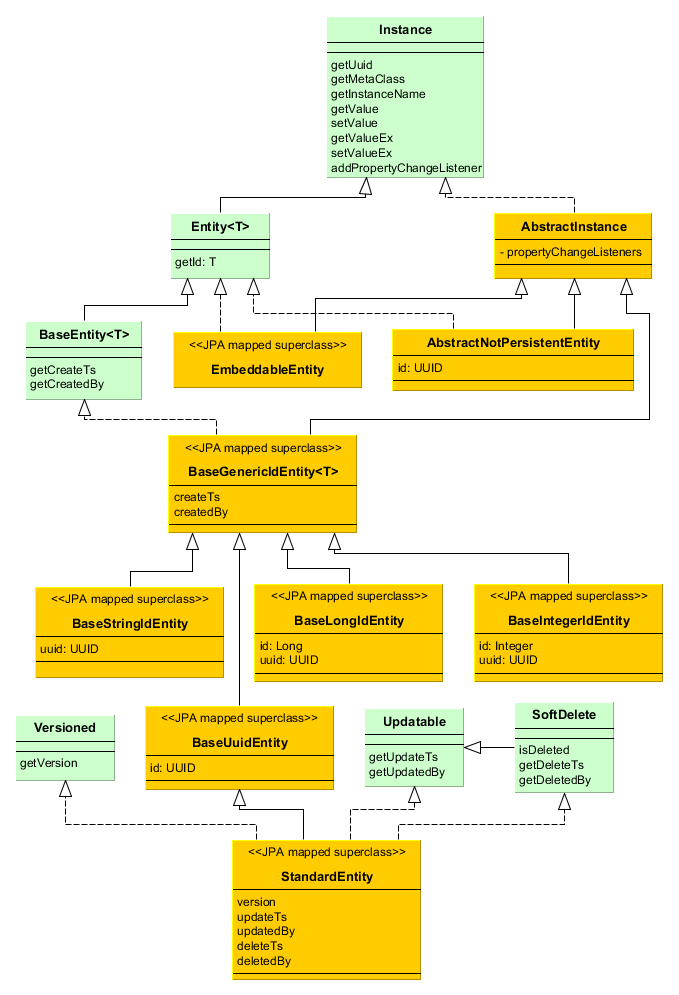 Instance
getUuid
getMetaClass
getInstanceName
getValue
setValue
getValueEx
setValueEx
addPropertyChangeListener
Entity<T>
getId: T
AbstractInstance
- propertyChangeListeners
BaseEntity<T>
getCreateTs
getCreatedBy
<<JPA mapped superclass>>
EmbeddableEntity
AbstractNotPersistentEntity
id: UUID
<<JPA mapped superclass>>
BaseGenericIdEntity<T>
createTs
createdBy
<<JPA mapped superclass>>
BaseStringIdEntity
uuid: UUID
<<JPA mapped superclass>>
BaseLongIdEntity
id: Long
uuid: UUID
<<JPA mapped superclass>>
BaseIntegerIdEntity
id: Integer
uuid: UUID
Versioned
getVersion
<<JPA mapped superclass>>
BaseUuidEntity
id: UUID
Updatable
getUpdateTs
getUpdatedBy
SoftDelete
isDeleted
getDeleteTs
getDeletedBy
<<JPA mapped superclass>>
StandardEntity
version
updateTs
updatedBy
deleteTs
deletedBy